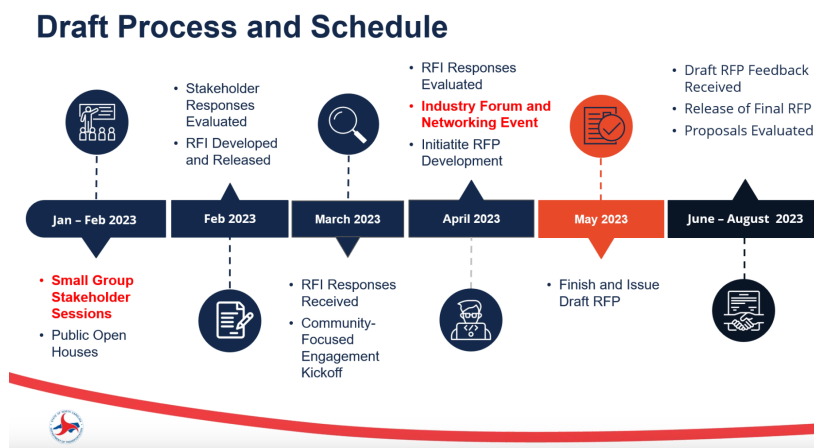 Draft Process and Schedule
• Stakeholder
Responses
Evaluated
• RFI Developed
and Released
• RFI Responses
Evaluated
• Industry Forum and
Networking Event
• Initiatite RFP
Development
• Draft RFP Feedback
Received
• Release of Final RFP
• Proposals Evaluated
Jan – Feb 2023
Feb 2023
March 2023
April 2023
May 2023
June – August 2023
• Small Group
Stakeholder
Sessions
• Public Open
Houses
• RFI Responses
Received
• Community-
Focused
Engagement
Kickoff
• Finish and Issue
Draft RFP